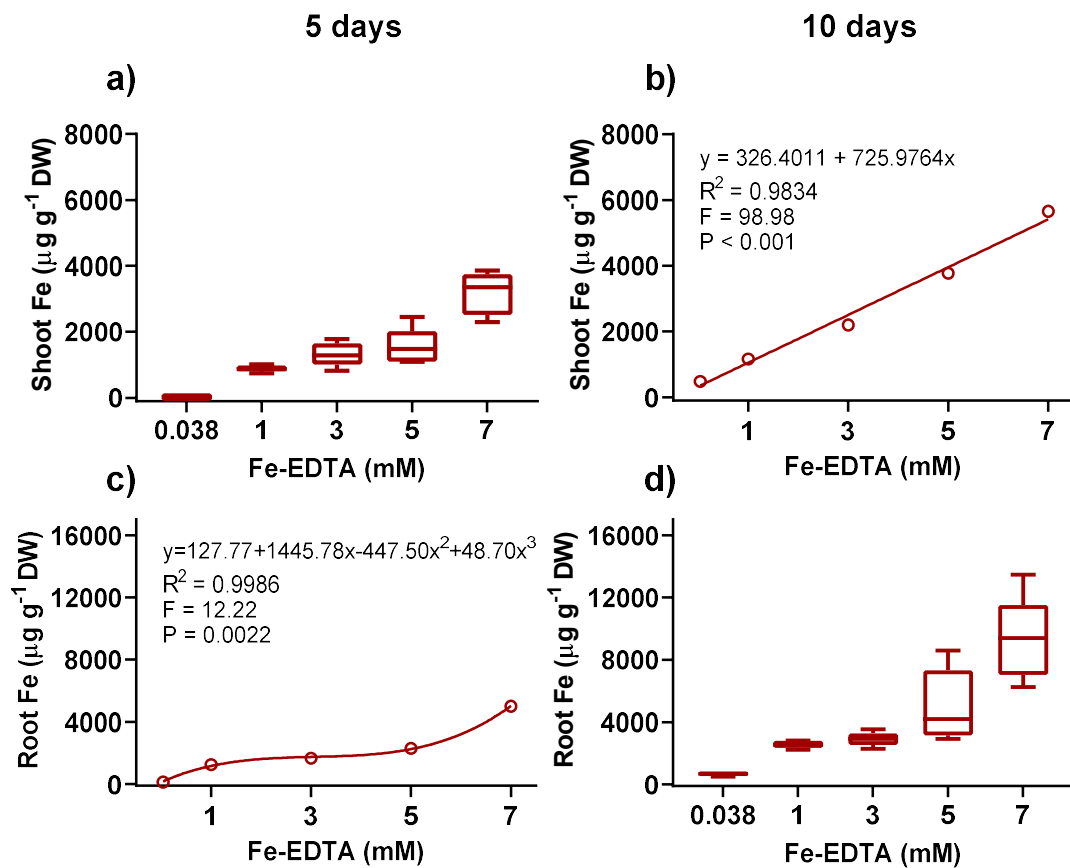 5 days
10 days
a)
8000
6000
4000
2000
0
Shoot Fe (μg g⁻¹ DW)
0.038 1 3 5 7
Fe-EDTA (mM)
b)
8000
6000
4000
2000
0
Shoot Fe (μg g⁻¹ DW)
y = 326.4011 + 725.9764x
R² = 0.9834
F = 98.98
P < 0.001
1 3 5 7
Fe-EDTA (mM)
c)
16000
12000
8000
4000
0
Root Fe (μg g⁻¹ DW)
y=127.77+1445.78x-447.50x²+48.70x³
R² = 0.9986
F = 12.22
P = 0.0022
1 3 5 7
Fe-EDTA (mM)
d)
16000
12000
8000
4000
0
Root Fe (μg g⁻¹ DW)
0.038 1 3 5 7
Fe-EDTA (mM)